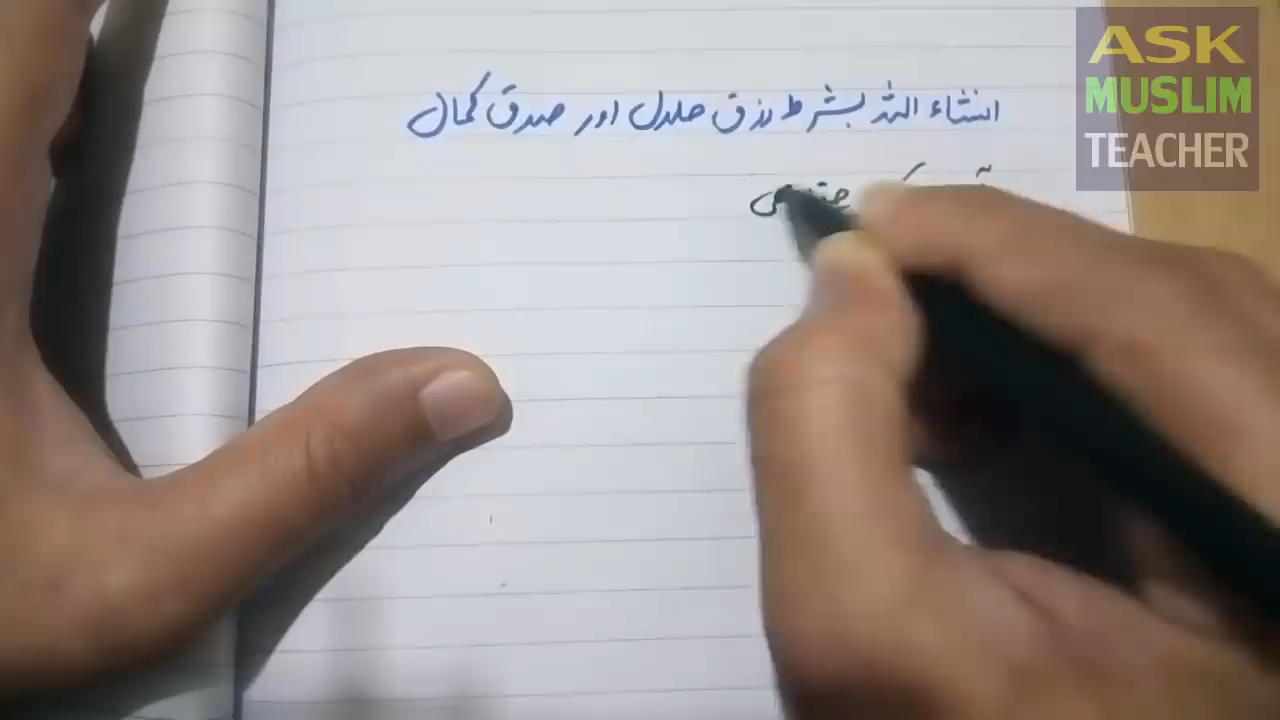 انشاء اللہ بشرط رزق حلال اور صدق کمال
ASK
MUSLIM
TEACHER